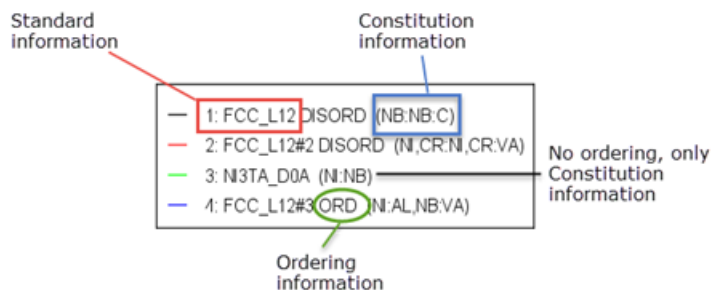 Standard
information
Constitution
information
1: FCC_L12 DISORD (NB:NB:C)
2: FCC_L12#2 DISORD (NI,CR:NI,CR:VA)
3: NI3TA_D0A (NI:NB)
4: FCC_L12#3 ORD (NI:AL,NB:VA)
No ordering, only
Constitution
information
Ordering
information